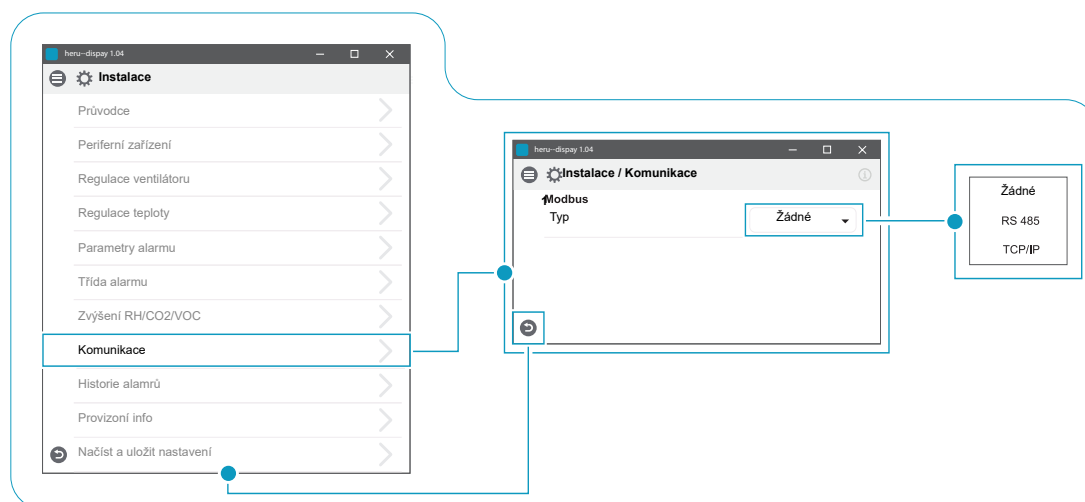 heru--dispay 1.04
Instalace
Průvodce
Periferní zařízení
Regulace ventilátoru
Regulace teploty
Parametry alarmu
Třída alarmu
Zvýšení RH/CO2/VOC
Komunikace
Historie alamrů
Provizoní info
Načíst a uložit nastavení
heru--dispay 1.04
Instalace / Komunikace
Modbus
Typ
Žádné
Žádné
RS 485
TCP/IP